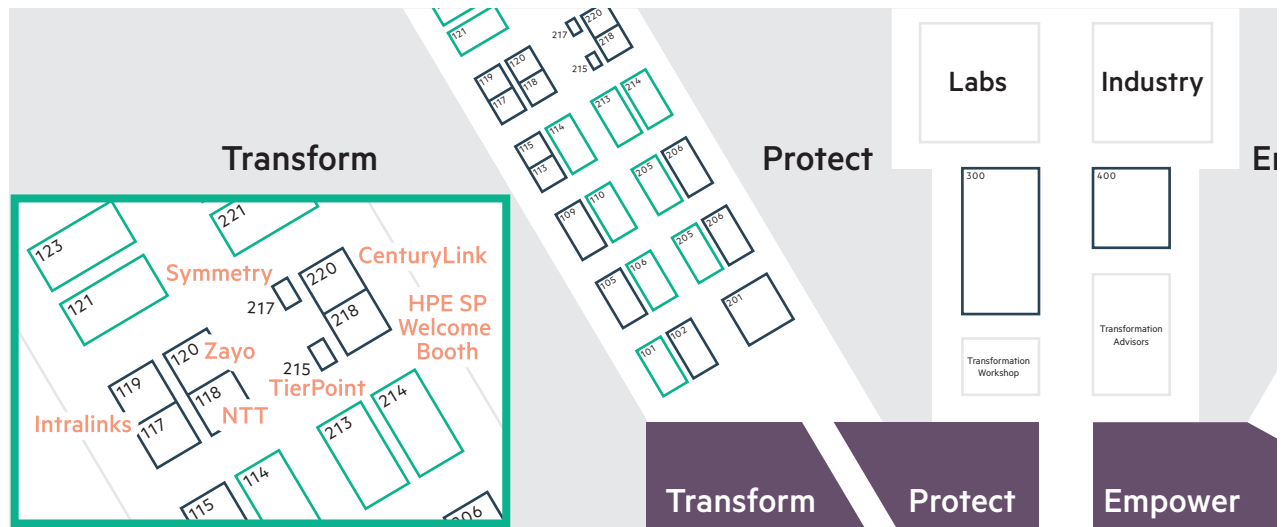 121
217
220
218
215
119
120
117
118
213
214
114
115
113
205
206
110
109
205
206
106
105
201
102
101
Transform
Protect
Labs
Industry
300
400
Transformation
Workshop
Transformation
Advisors
123
221
121
Symmetry
CenturyLink
220
217
HPE SP
Welcome
Booth
218
215
TierPoint
120
Zayo
119
118
NTT
Intralinks
117
214
213
114
115
Transform
Protect
Empower